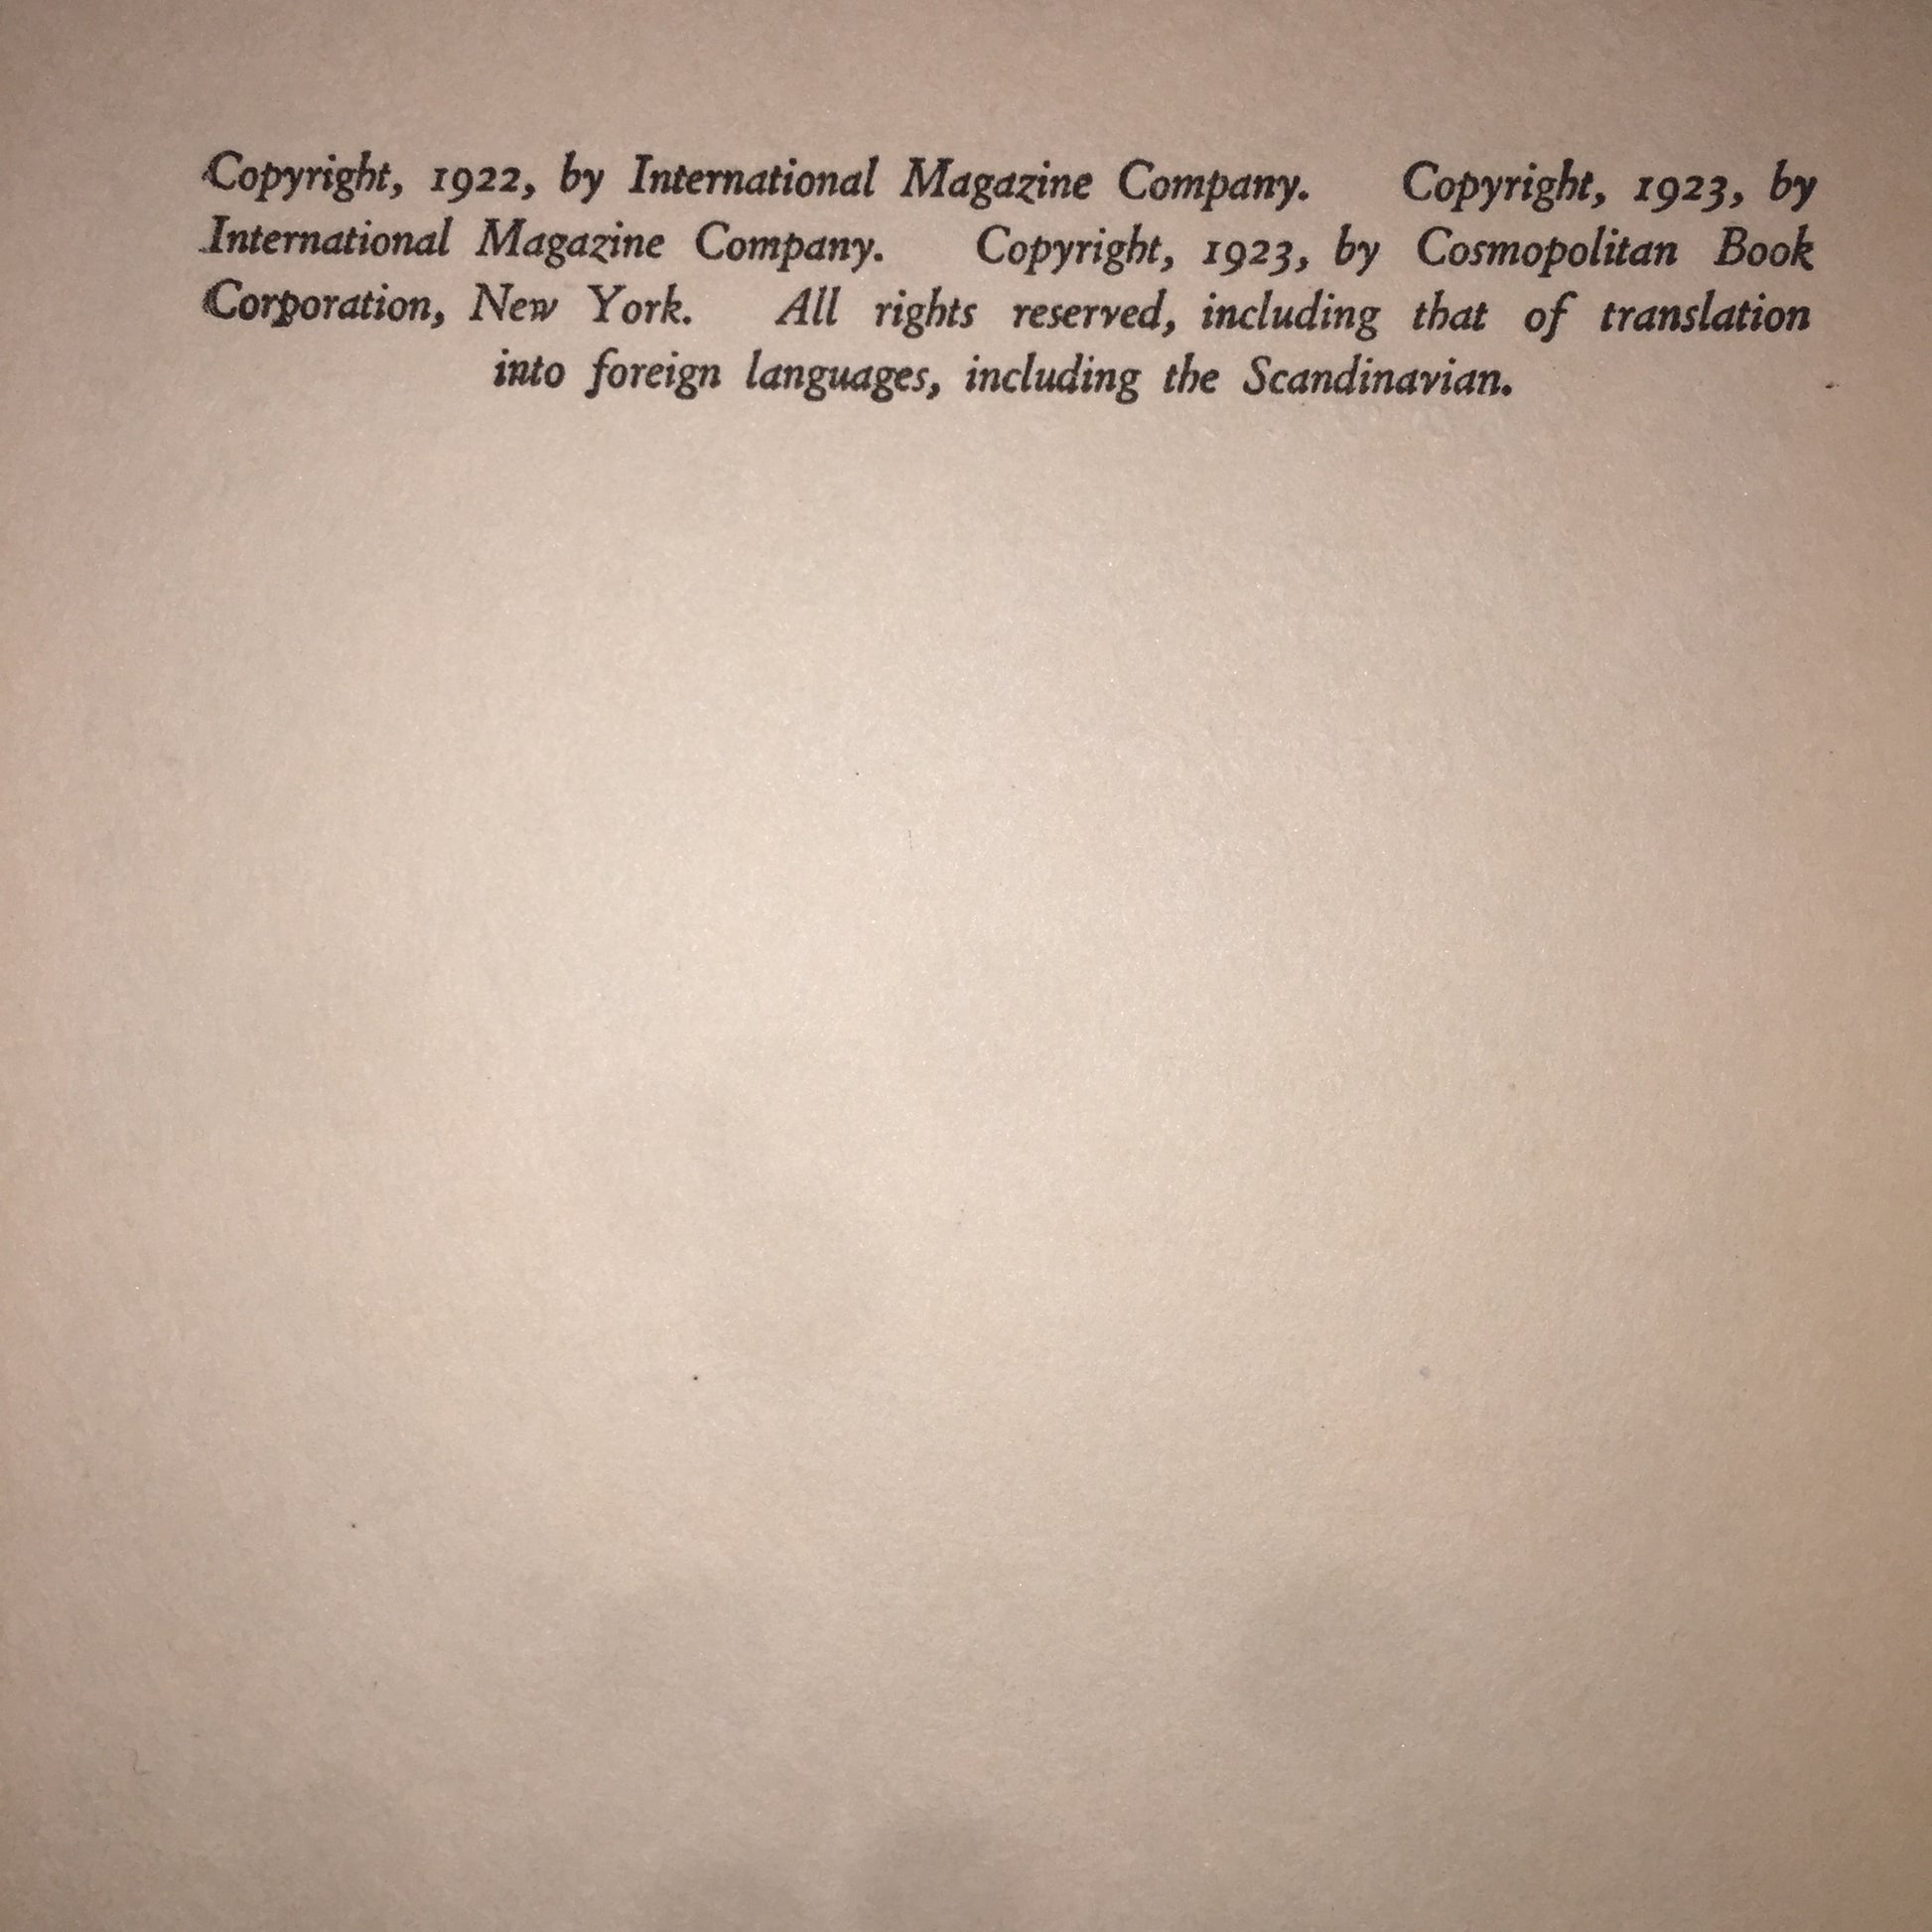 Copyright, 1922, by International Magazine Company. Copyright, 1923, by
International Magazine Company. Copyright, 1923, by Cosmopolitan Book
Corporation, New York. All rights reserved, including that of translation
into foreign languages, including the Scandinavian.